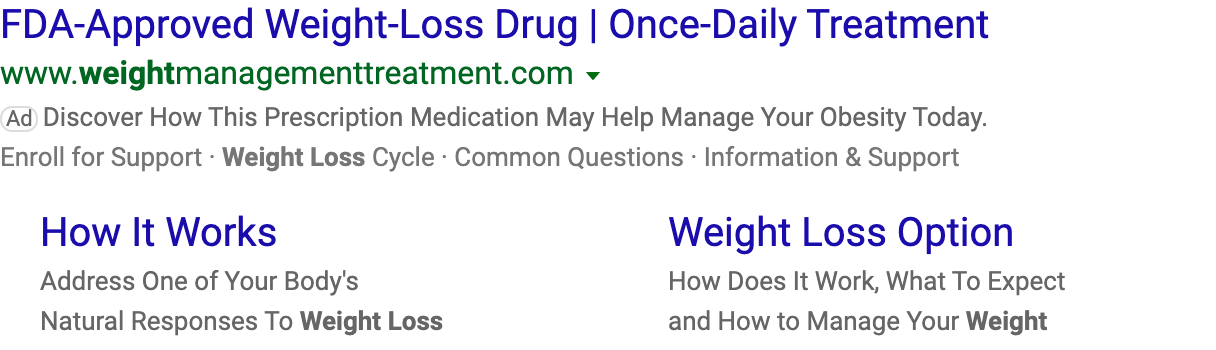 FDA-Approved Weight-Loss Drug | Once-Daily Treatment
www.weightmanagementtreatment.com
Ad Discover How This Prescription Medication May Help Manage Your Obesity Today.
Enroll for Support · Weight Loss Cycle · Common Questions · Information & Support
How It Works
Address One of Your Body's
Natural Responses To Weight Loss
Weight Loss Option
How Does It Work, What To Expect
and How to Manage Your Weight